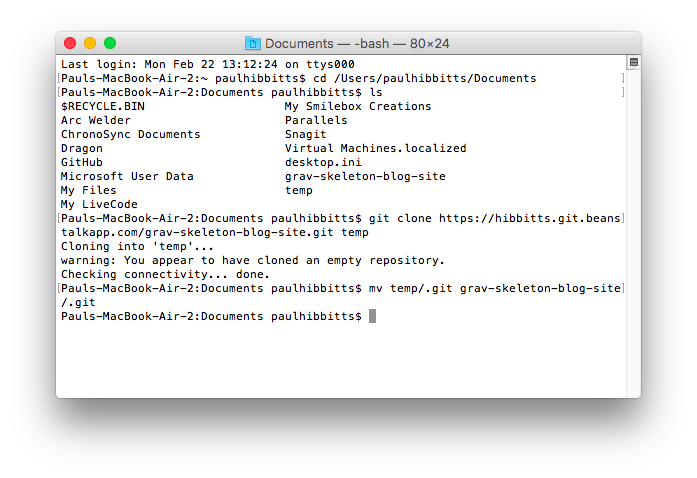 Documents — -bash — 80×24
Last login: Mon Feb 22 13:12:24 on ttys000
[Pauls-MacBook-Air-2:~ paulhibbitts$ cd /Users/paulhibbitts/Documents ]
[Pauls-MacBook-Air-2:Documents paulhibbitts$ ls ]
$RECYCLE.BIN My Smilebox Creations
Arc Welder Parallels
ChronoSync Documents Snagit
Dragon Virtual Machines.localized
GitHub desktop.ini
Microsoft User Data grav-skeleton-blog-site
My Files temp
My LiveCode
[Pauls-MacBook-Air-2:Documents paulhibbitts$ git clone https://hibbitts.git.beans]
talkapp.com/grav-skeleton-blog-site.git temp
Cloning into 'temp'...
warning: You appear to have cloned an empty repository.
Checking connectivity... done.
[Pauls-MacBook-Air-2:Documents paulhibbitts$ mv temp/.git grav-skeleton-blog-site]
/.git
Pauls-MacBook-Air-2:Documents paulhibbitts$